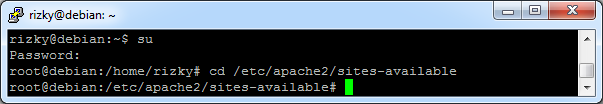 rizky@debian: ~
rizky@debian:~$ su
Password:
root@debian:/home/rizky# cd /etc/apache2/sites-available
root@debian:/etc/apache2/sites-available#